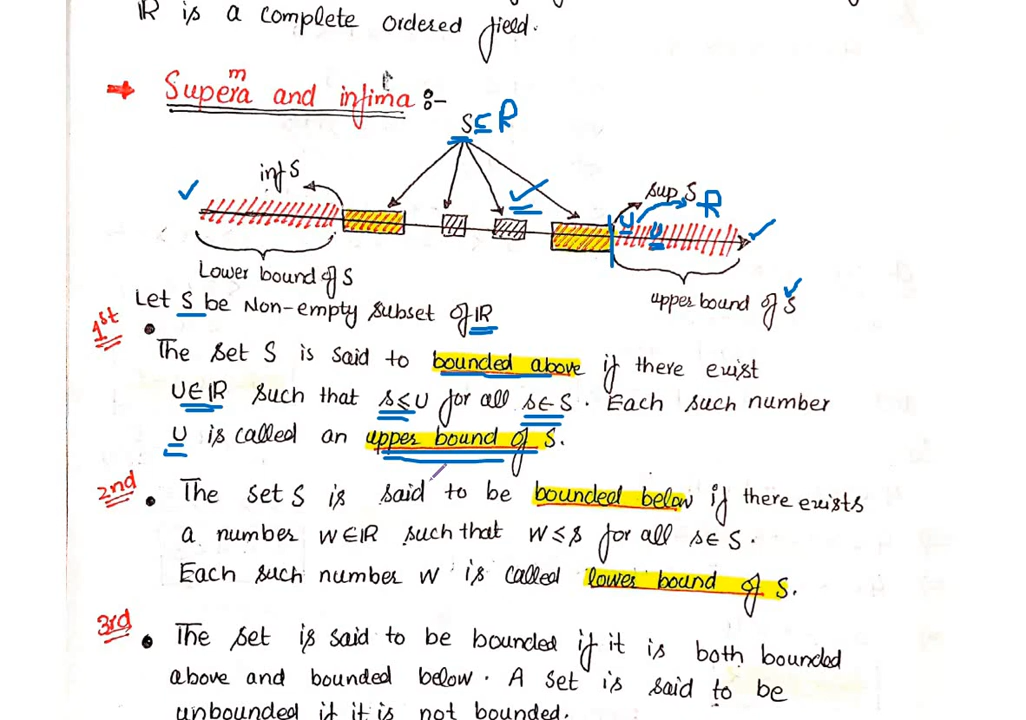 IR is a complete ordered field.
→ Supermа and infima :-
S ⊆ R
inf S
sup S
R
U
U
Lower bound of S
upper bound of S
Let S be Non-empty subset of IR
1st
• The set S is said to bounded above if there exist
U∈IR such that s≤U for all s∈S. Each such number
U is called an upper bound of S.
2nd • The set S is said to be bounded below if there exists
a number w∈IR such that w≤s for all s∈S.
Each such number w is called lower bound of S.
3rd • The set is said to be bounded if it is both bounded
above and bounded below. A set is said to be
unbounded if it is not bounded.